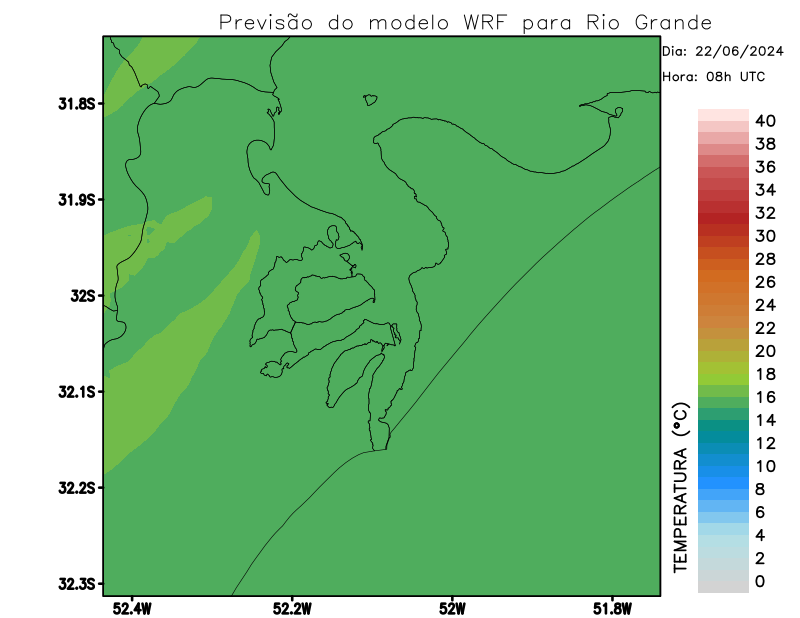 Previsão do modelo WRF para Rio Grande
Dia: 22/06/2024
Hora: 08h UTC
31.8S
31.9S
32S
32.1S
32.2S
32.3S
52.4W
52.2W
52W
51.8W
TEMPERATURA (°C)
40
38
36
34
32
30
28
26
24
22
20
18
16
14
12
10
8
6
4
2
0